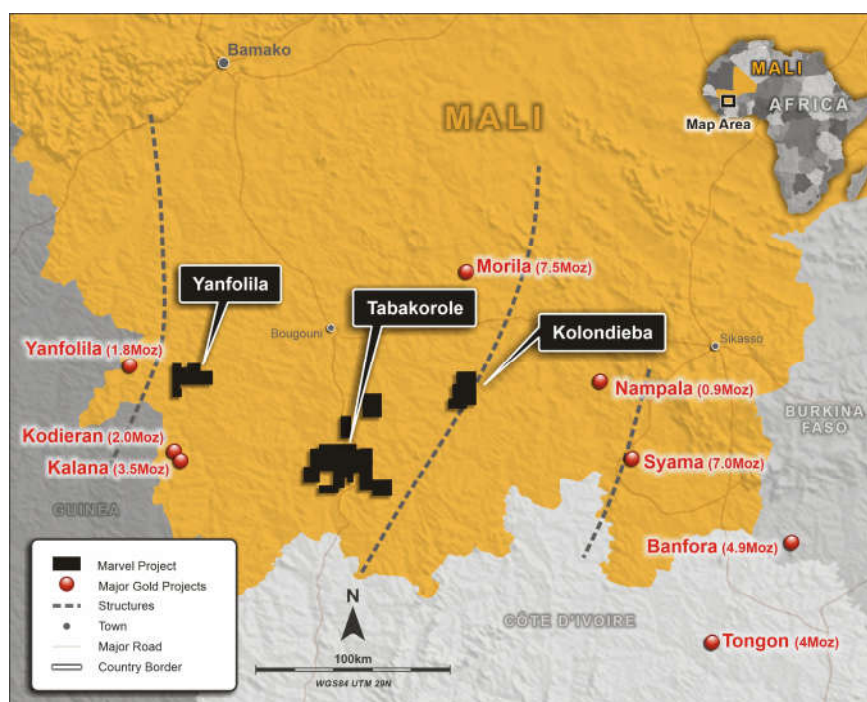 Bamako
MALI
MALI
AFRICA
Map Area
Morila (7.5Moz)
Yanfolila
Tabakorole
Bougouni
Kolondieba
Sikasso
Yanfolila (1.8Moz)
Nampala (0.9Moz)
BURKINA
FASO
Kodieran (2.0Moz)
Kalana (3.5Moz)
Syama (7.0Moz)
GUINEA
Banfora (4.9Moz)
Marvel Project
Major Gold Projects
Structures
Town
Major Road
Country Border
N
100km
WGS84 UTM 29N
CÔTE D'IVOIRE
Tongon (4Moz)